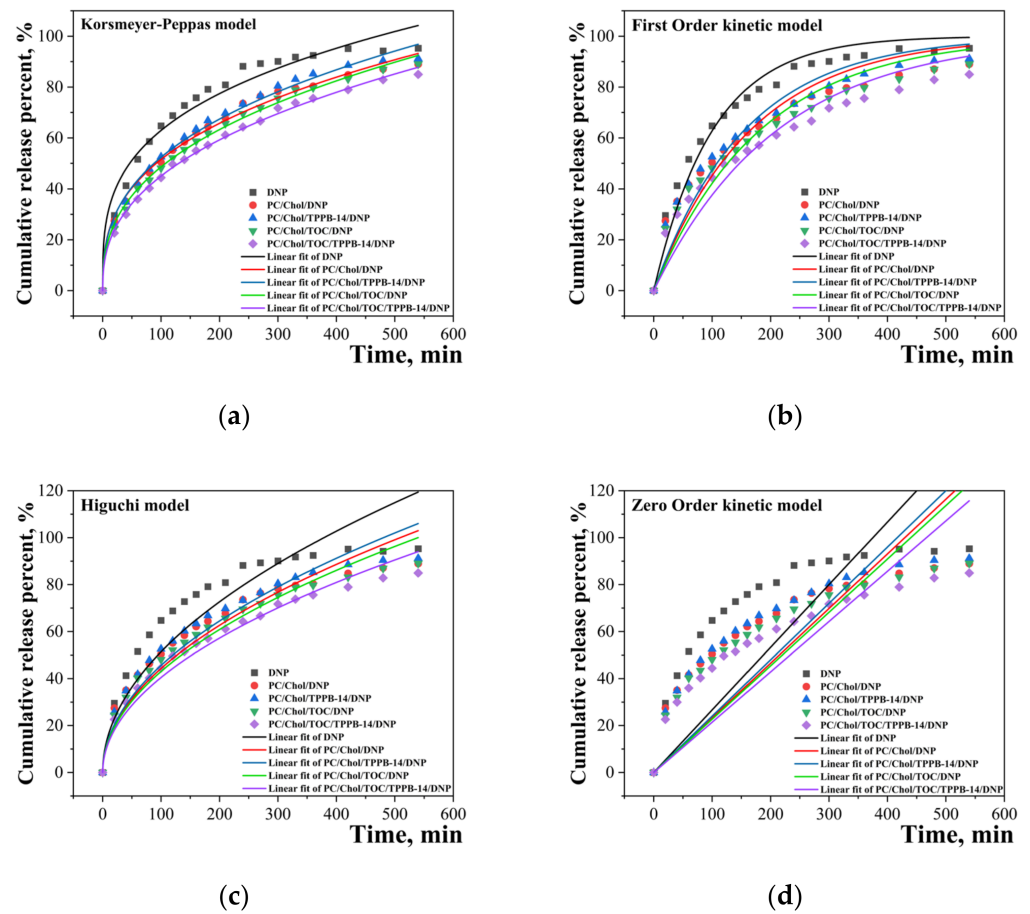 Korsmeyer-Peppas model
Cumulative release percent, %
100
80
60
40
20
0
DNP
PC/Chol/DNP
PC/Chol/TPPB-14/DNP
PC/Chol/TOC/DNP
PC/Chol/TOC/TPPB-14/DNP
Linear fit of DNP
Linear fit of PC/Chol/DNP
Linear fit of PC/Chol/TPPB-14/DNP
Linear fit of PC/Chol/TOC/DNP
Linear fit of PC/Chol/TOC/TPPB-14/DNP
0 100 200 300 400 500 600
Time, min
(a)
First Order kinetic model
Cumulative release percent, %
100
80
60
40
20
0
DNP
PC/Chol/DNP
PC/Chol/TPPB-14/DNP
PC/Chol/TOC/DNP
PC/Chol/TOC/TPPB-14/DNP
Linear fit of DNP
Linear fit of PC/Chol/DNP
Linear fit of PC/Chol/TPPB-14/DNP
Linear fit of PC/Chol/TOC/DNP
Linear fit of PC/Chol/TOC/TPPB-14/DNP
0 100 200 300 400 500 600
Time, min
(b)
Higuchi model
Cumulative release percent, %
120
100
80
60
40
20
0
DNP
PC/Chol/DNP
PC/Chol/TPPB-14/DNP
PC/Chol/TOC/DNP
PC/Chol/TOC/TPPB-14/DNP
Linear fit of DNP
Linear fit of PC/Chol/DNP
Linear fit of PC/Chol/TPPB-14/DNP
Linear fit of PC/Chol/TOC/DNP
Linear fit of PC/Chol/TOC/TPPB-14/DNP
0 100 200 300 400 500 600
Time, min
(c)
Zero Order kinetic model
Cumulative release percent, %
120
100
80
60
40
20
0
DNP
PC/Chol/DNP
PC/Chol/TPPB-14/DNP
PC/Chol/TOC/DNP
PC/Chol/TOC/TPPB-14/DNP
Linear fit of DNP
Linear fit of PC/Chol/DNP
Linear fit of PC/Chol/TPPB-14/DNP
Linear fit of PC/Chol/TOC/DNP
Linear fit of PC/Chol/TOC/TPPB-14/DNP
0 100 200 300 400 500 600
Time, min
(d)